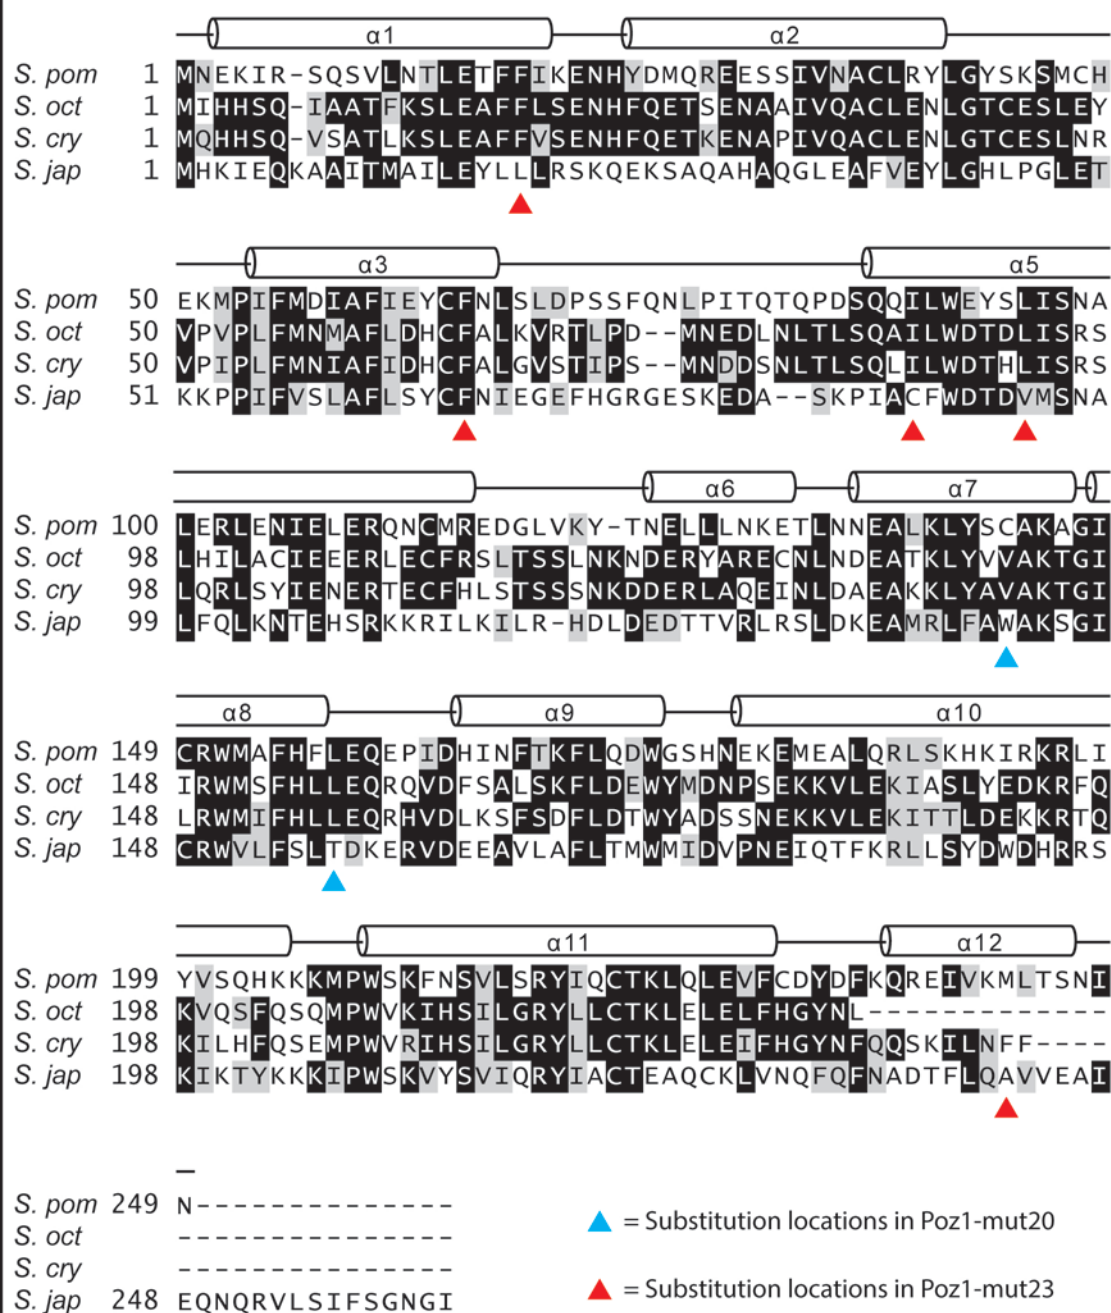 α1 α2
S. pom 1 MNEKIR-SQSVLNTLETFFIKENHYDMQREESSIVNACLRYLGYSKSMCH
S. oct 1 MIHHSQ-IAATFKSLEAFFLSENHFQETSENAAIVQACLENLGTCESLEY
S. cry 1 MQHHSQ-VSATLKSLEAFFVSENHFQETKENAPIVQACLENLGTCESLNR
S. jap 1 MHKIEQKAAITMAILEYLLLRSKQEKSAQAHAQGLEAFVEYLGHLPGLET
α3 α5
S. pom 50 EKMPIFMDIAFIEYCFNLSLDPSSFQNLPITQTQPDSQQILWEYSLISNA
S. oct 50 VPVPLFMNMAFLDHCFALKVRTLPD--MNEDLNLTLSQAILWDTDLISRS
S. cry 50 VPIPLFMNIAFIDHCFALGVSTIPS--MNDDSNLTLSQLILWDTHLISRS
S. jap 51 KKPPIFVSLAFLSYCFNIEGEFHGRGESKEDA--SKPIACFWDTDVMSNA
α6 α7
S. pom 100 LERLENIELERQNCMREDGLVKY-TNELLLNKETLNNEALKLYSCAKAGI
S. oct 98 LHILACIEEERLECFRSLTSSLNKNDERYARECNLNDEATKLYVVAKTGI
S. cry 98 LQRLSYIENERTECFHLSTSSSNKDDERLAQEINLDAEAKKLYAVAKTGI
S. jap 99 LFQLKNTEHSRKKRILKILR-HDLDEDTTVRLRSLDKEAMRLFAWAKSGI
α8 α9 α10
S. pom 149 CRWMAFHFLEQEPIDHINFTKFLQDWGSHNEKEMEALQRLSKHKIRKRLI
S. oct 148 IRWMSFHLLEQRQVDFSALSKFLDEWYMDNPSEKKVLEKIASLYEDKRFQ
S. cry 148 LRWMIFHLLEQRHVDLKSFSDFLDTWYADSSNEKKVLEKITTLDEKKRTQ
S. jap 148 CRWVLFSLTDKERVDEEAVLAFLTMWMIDVPNEIQTFKRLLSYDWDHRRS
α11 α12
S. pom 199 YVSQHKKKMPWSKFNSVLSRYIQCTKLQLEVFCDYDFKQREIVKMLTSNI
S. oct 198 KVQSFQSQMPWVKIHSILGRYLLCTKLELELFHGYNL-------------
S. cry 198 KILHFQSEMPWVRIHSILGRYLLCTKLELEIFHGYNFQQSKILNFF----
S. jap 198 KIKTYKKKIPWSKVYSVIQRYIACTEAQCKLVNQFQFNADTFLQAVVEAI
S. pom 249 N--------------
S. oct ---------------
S. cry ---------------
S. jap 248 EQNQRVLSIFSGNGI
= Substitution locations in Poz1-mut20
= Substitution locations in Poz1-mut23